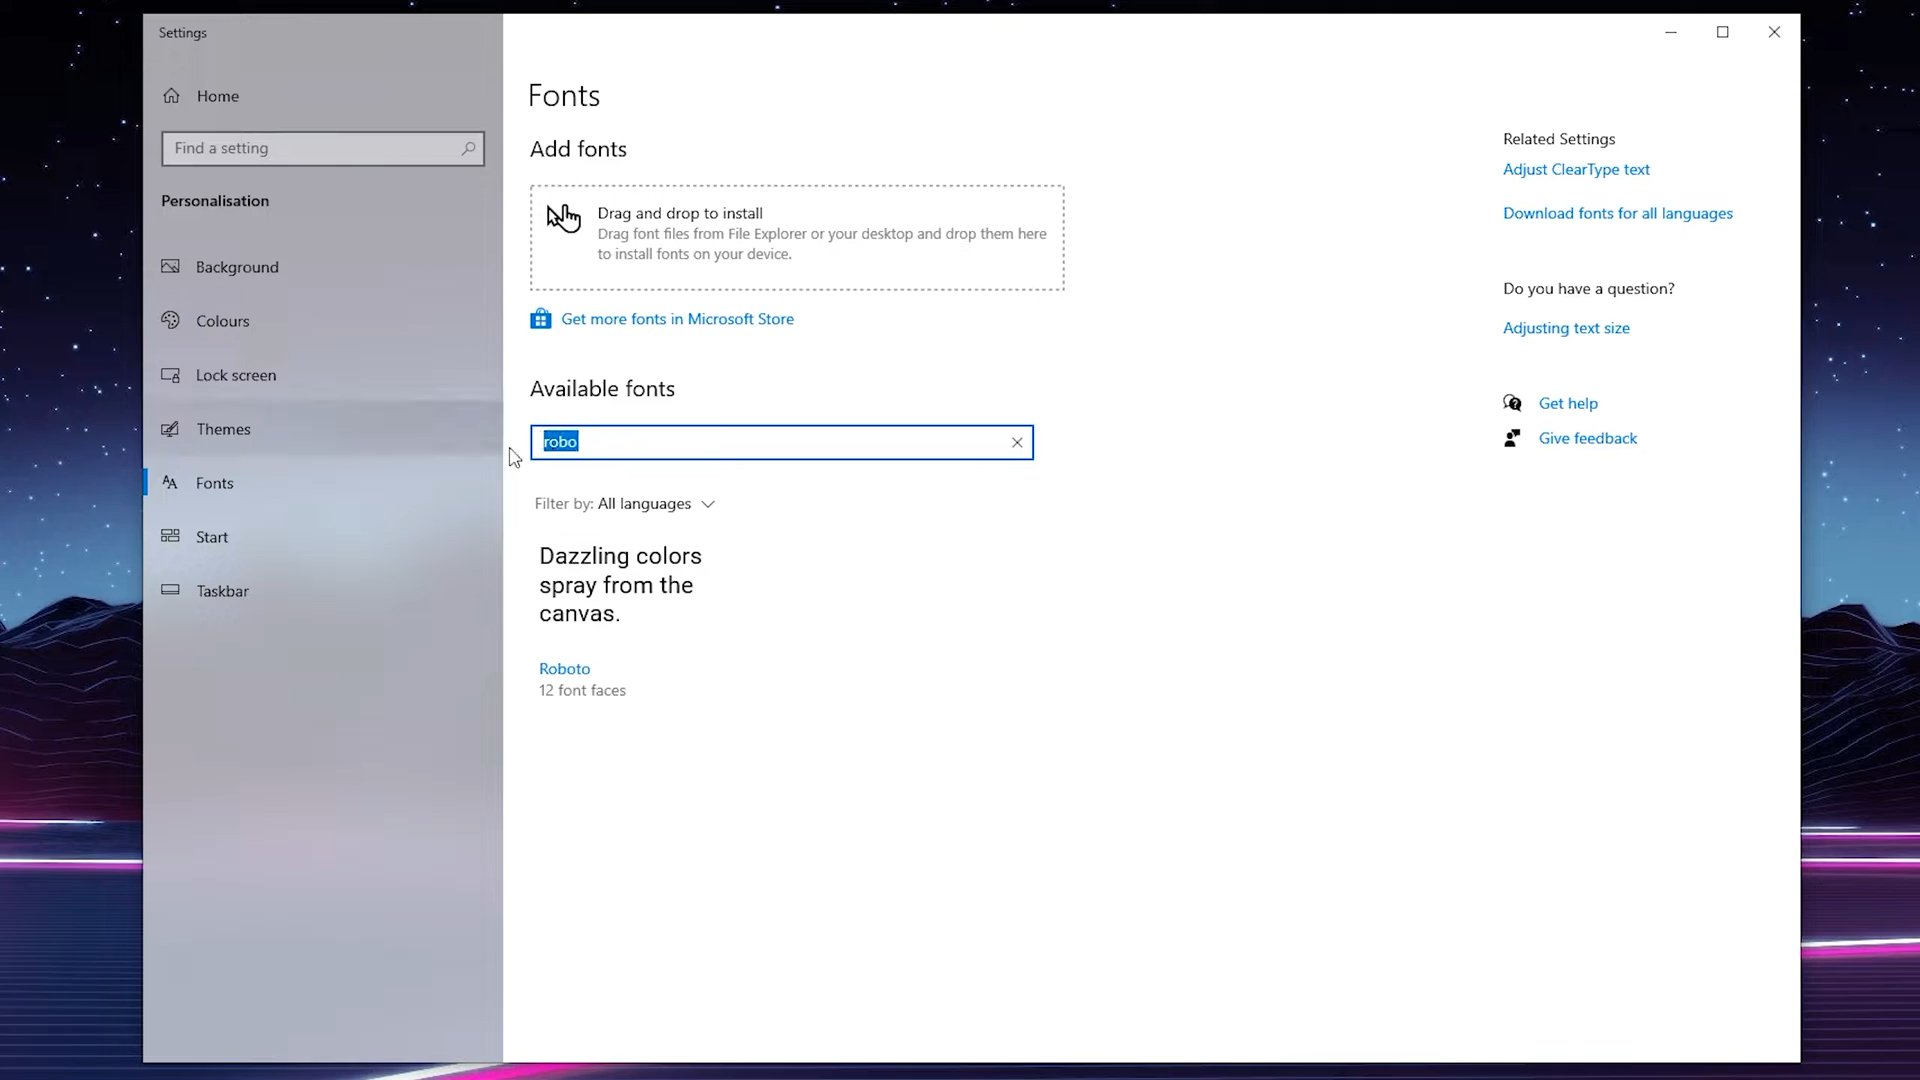 Settings
Home
Find a setting
Personalisation
Background
Colours
Lock screen
Themes
Fonts
Start
Taskbar
Fonts
Add fonts
Drag and drop to install
Drag font files from File Explorer or your desktop and drop them here
to install fonts on your device.
Get more fonts in Microsoft Store
Available fonts
robo
Filter by: All languages
Dazzling colors
spray from the
canvas.
Roboto
12 font faces
Related Settings
Adjust ClearType text
Download fonts for all languages
Do you have a question?
Adjusting text size
Get help
Give feedback